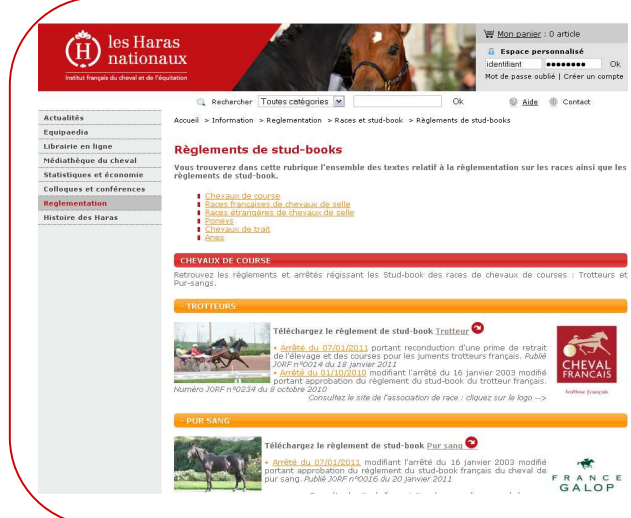 les Haras
nationaux
Institut français du cheval et de l'équitation
Mon panier : 0 article
Espace personnalisé
identifiant
Ok
Mot de passe oublié | Créer un compte
Rechercher Toutes catégories Ok Aide Contact
Actualités
Equipaedia
Librairie en ligne
Médiathèque du cheval
Statistiques et économie
Colloques et conférences
Reglementation
Histoire des Haras
Accueil > Information > Reglementation > Races et stud-book > Règlements de stud-books
Règlements de stud-books
Vous trouverez dans cette rubrique l'ensemble des textes relatif à la règlementation sur les races ainsi que les
règlements de stud-book.
Chevaux de course
Races françaises de chevaux de selle
Races étrangères de chevaux de selle
Poneys
Chevaux de trait
Anes
CHEVAUX DE COURSE
Retrouvez les règlements et arrêtés régissant les Stud-book des races de chevaux de courses : Trotteurs et
Pur-sangs.
- TROTTEURS
Téléchargez le règlement de stud-book Trotteur
• Arrêté du 07/01/2011 portant reconduction d'une prime de retrait
de l'élevage et des courses pour les juments trotteurs français. Publié
JORF n°0014 du 18 janvier 2011
• Arrêté du 01/10/2010 modifiant l'arrêté du 16 janvier 2003 modifié
portant approbation du règlement du stud-book du trotteur français.
Numéro JORF n°0234 du 8 octobre 2010
Consultez le site de l'association de race : cliquez sur le logo -->
CHEVAL
FRANCAIS
trotteur français
- PUR SANG
Téléchargez le règlement de stud-book Pur sang
• Arrêté du 07/01/2011 modifiant l'arrêté du 16 janvier 2003 modifié
portant approbation du règlement du stud-book français du cheval de
pur sang. Publié JORF n°0016 du 20 janvier 2011
FRANCE
GALOP